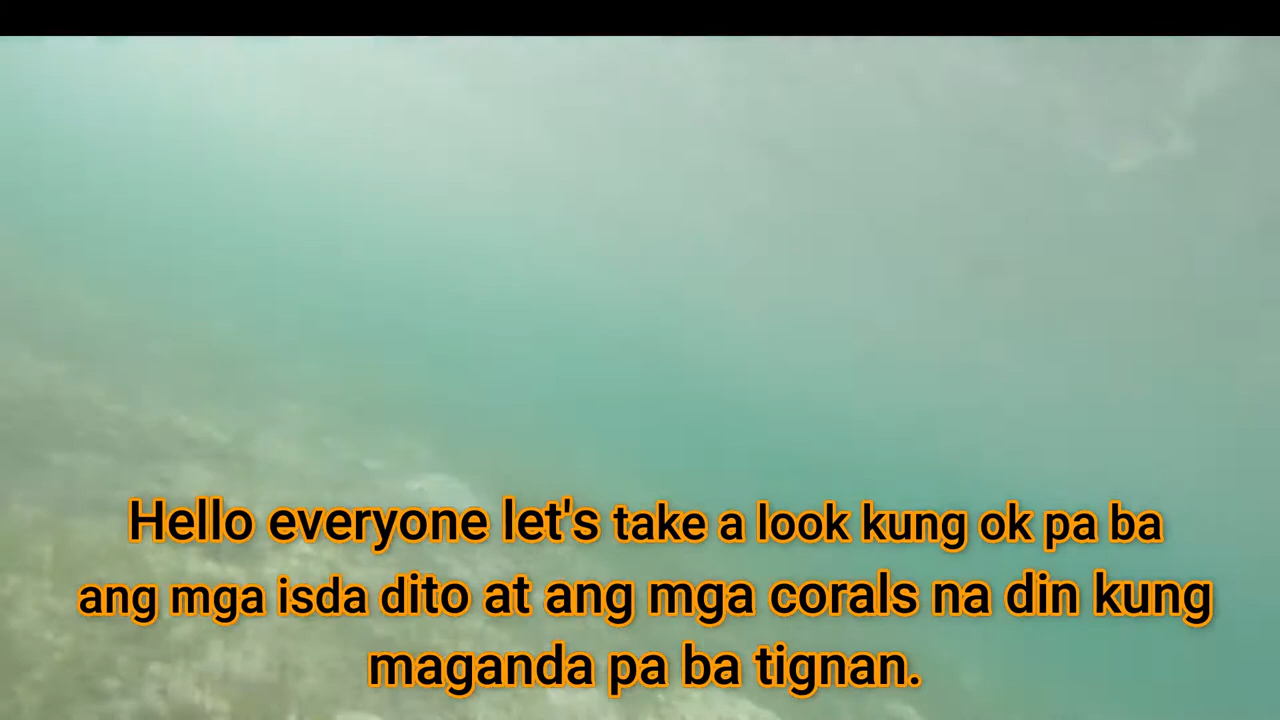 Hello everyone let's take a look kung ok pa ba
ang mga isda dito at ang mga corals na din kung
maganda pa ba tignan.